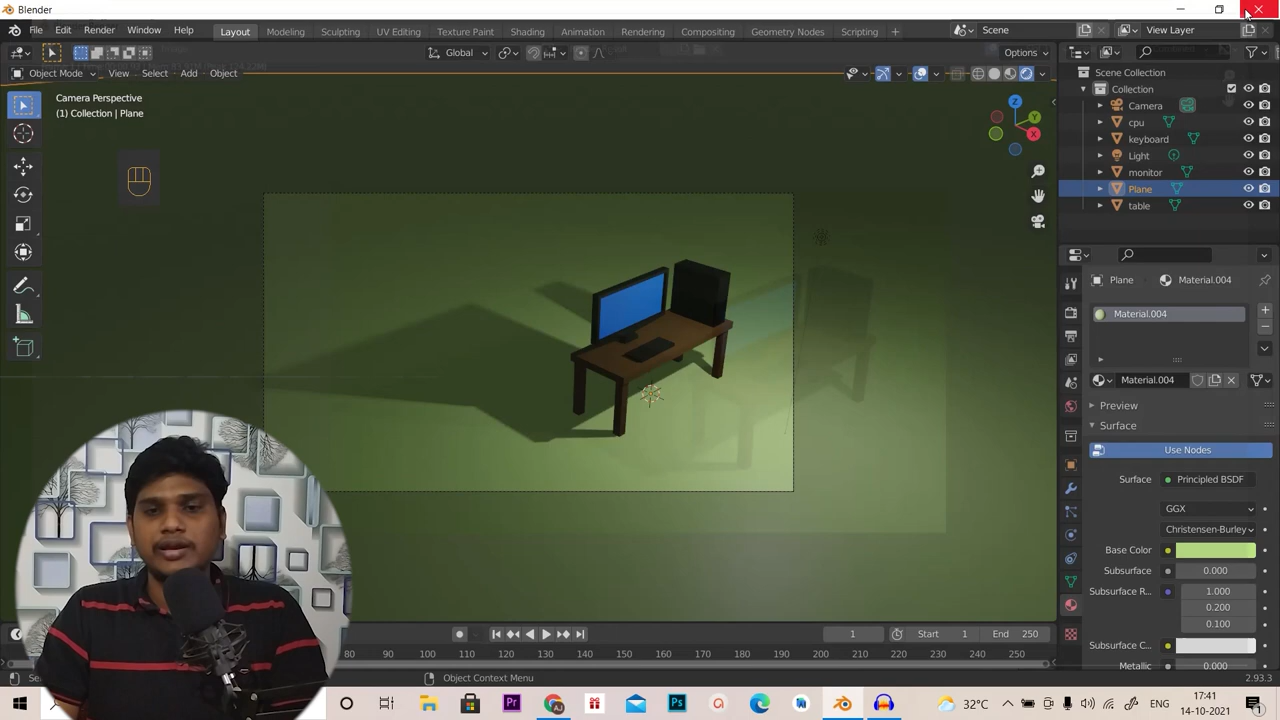 Blender
File Edit Render Window Help Layout Modeling Sculpting UV Editing Texture Paint Shading Animation Rendering Compositing Geometry Nodes Scripting + Scene View Layer
Global Options
Object Mode View Select Add Object
Camera Perspective
(1) Collection | Plane
Scene Collection
Collection
Camera
cpu
keyboard
Light
monitor
Plane
table
X
Y
Z
Plane Material.004
Material.004
Material.004
Preview
Surface
Use Nodes
Surface Principled BSDF
GGX
Christensen-Burley
Base Color
Subsurface 0.000
Subsurface R... 1.000
0.200
0.100
Subsurface C...
Metallic 0.000
1 Start 1 End 250
80 90 100 110 120 130 140 150 160 170 180 190 200 210 220 230 240 250
Object Context Menu 2.93.3
32°C ENG 17:41
14-10-2021